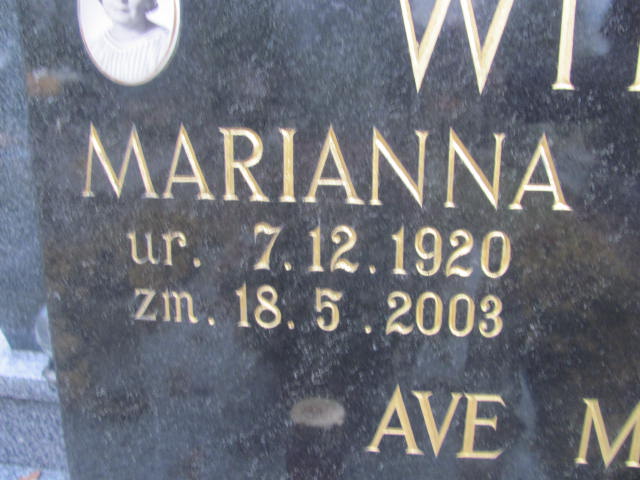 MARIANNA
ur. 7.12.1920
zm. 18.5.2003
AVE